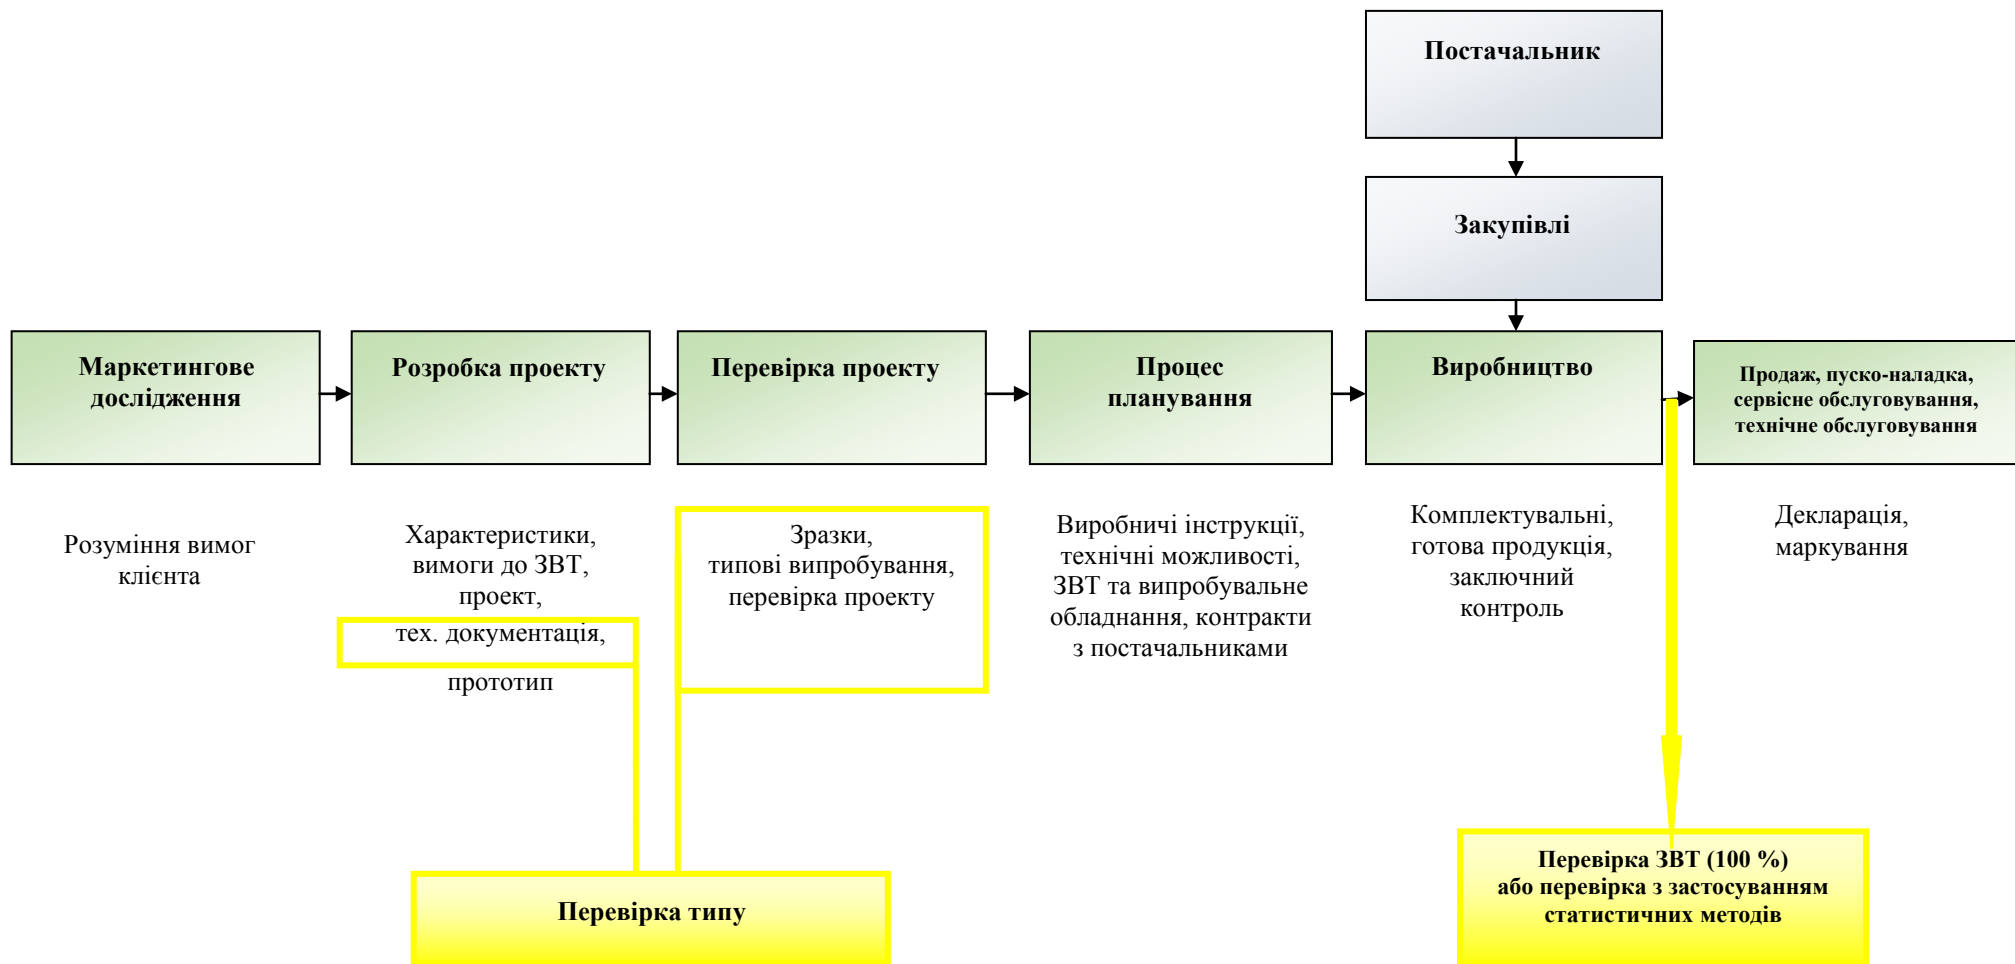 Постачальник
Закупівлі
Маркетингове
дослідження
Розробка проекту
Перевірка проекту
Процес
планування
Виробництво
Продаж, пуско-наладка,
сервісне обслуговування,
технічне обслуговування
Розуміння вимог
клієнта
Характеристики,
вимоги до ЗВТ,
проект,
тех. документація,
прототип
Зразки,
типові випробування,
перевірка проекту
Виробничі інструкції,
технічні можливості,
ЗВТ та випробувальне
обладнання, контракти
з постачальниками
Комплектувальні,
готова продукція,
заключний
контроль
Декларація,
маркування
Перевірка типу
Перевірка ЗВТ (100 %)
або перевірка з застосуванням
статистичних методів